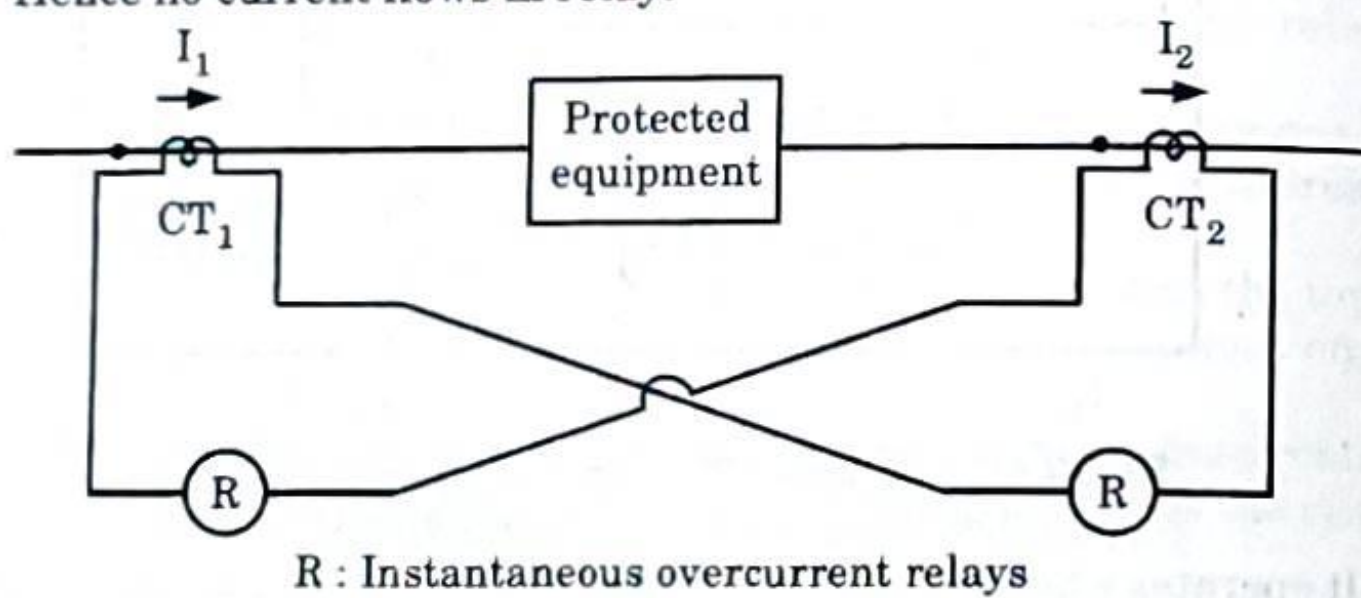 I₁
I₂
Protected
equipment
CT₁
CT₂
R
R
R : Instantaneous overcurrent relays